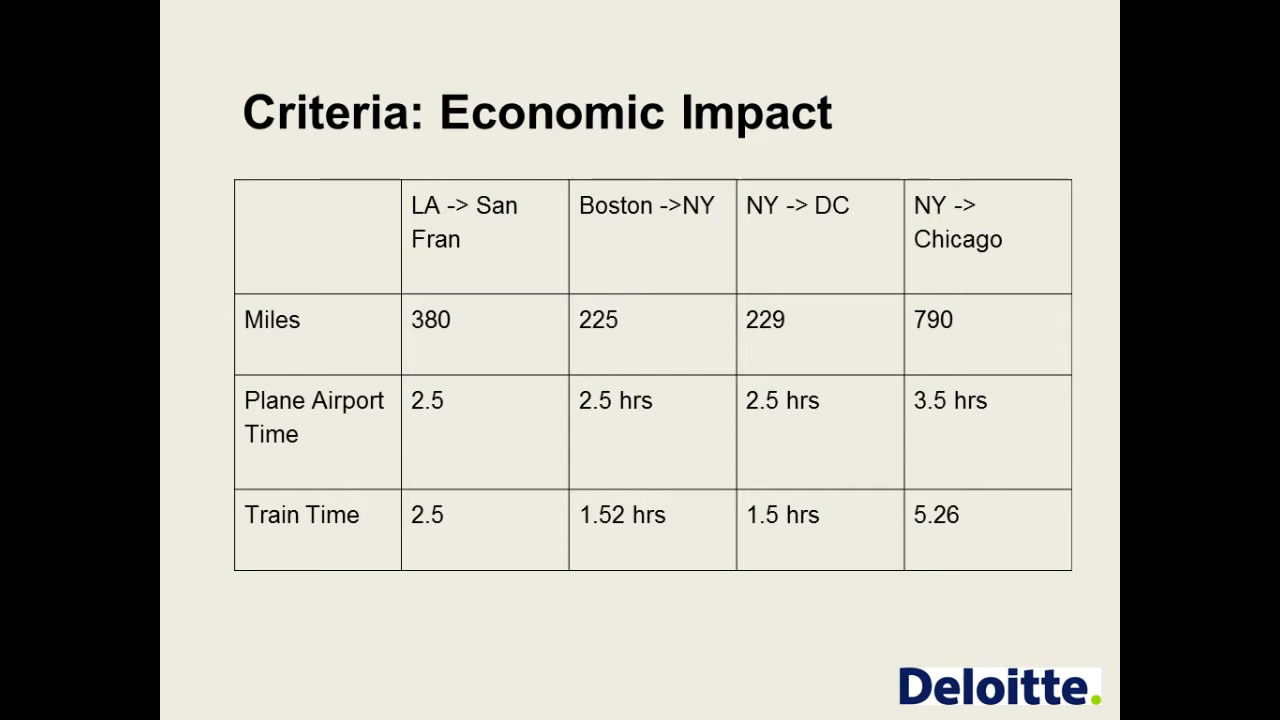 Criteria: Economic Impact
LA -> San
Fran
Boston ->NY
NY -> DC
NY ->
Chicago
Miles
380
225
229
790
Plane Airport
Time
2.5
2.5 hrs
2.5 hrs
3.5 hrs
Train Time
2.5
1.52 hrs
1.5 hrs
5.26
Deloitte.